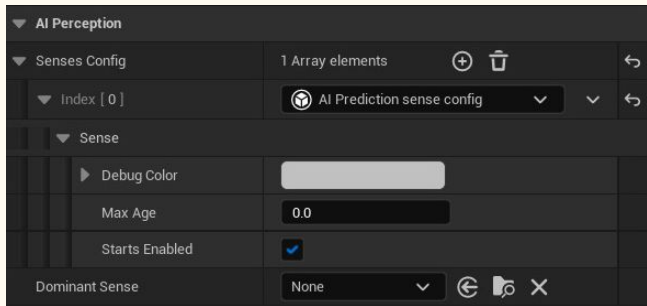 AI Perception
Senses Config 1 Array elements
Index [ 0 ] AI Prediction sense config
Sense
Debug Color
Max Age 0.0
Starts Enabled
Dominant Sense None